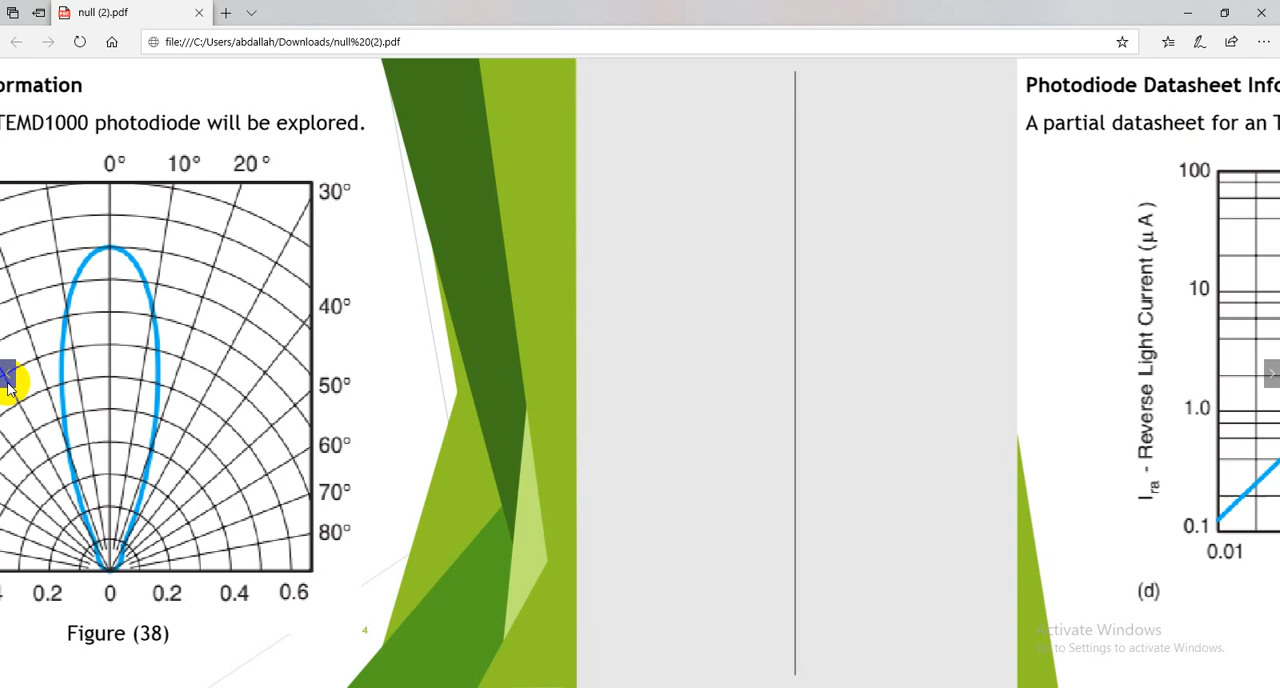 null (2).pdf
file:///C:/Users/abdallah/Downloads/null%20(2).pdf
ormation
TEMD1000 photodiode will be explored.
0° 10° 20°
30°
40°
50°
60°
70°
80°
0.2 0 0.2 0.4 0.6
Figure (38)
4
Photodiode Datasheet Info
A partial datasheet for an T
100
10
1.0
0.1
Ira - Reverse Light Current (µA)
0.01
(d)
Activate Windows
to Settings to activate Windows.